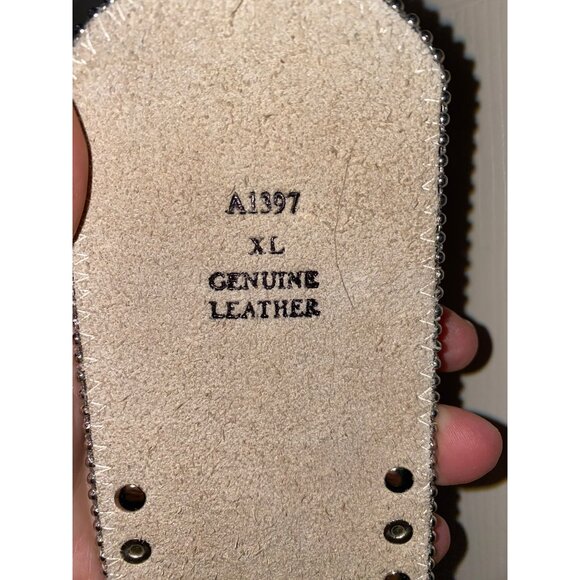 A1397
XL
GENUINE
LEATHER